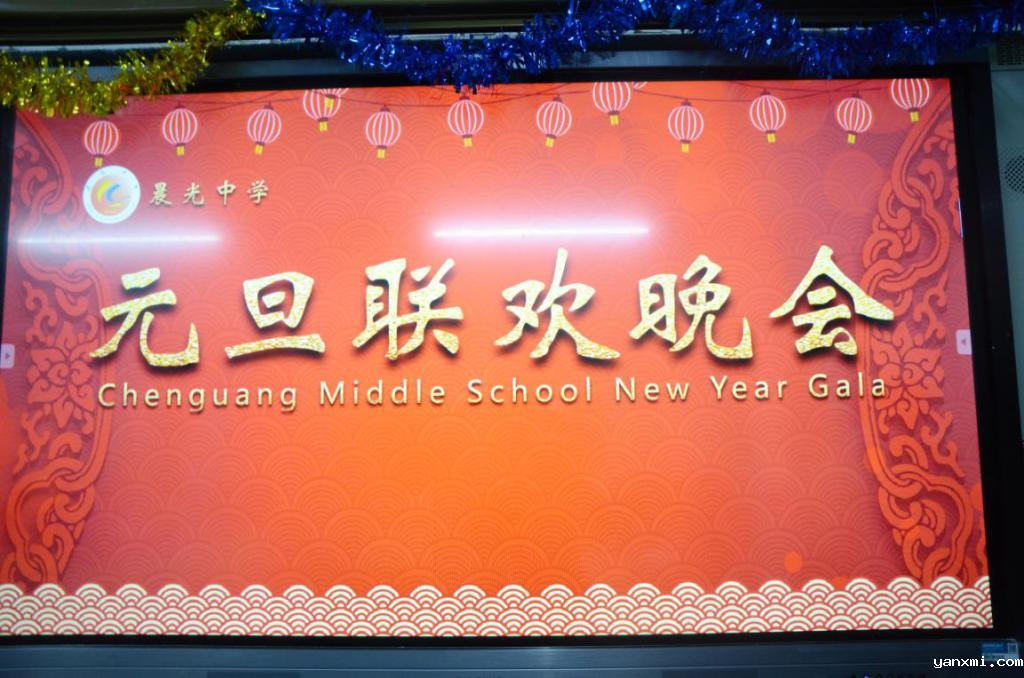 晨光中学
元旦联欢晚会
Chenguang Middle School New Year Gala
yanxmi.com